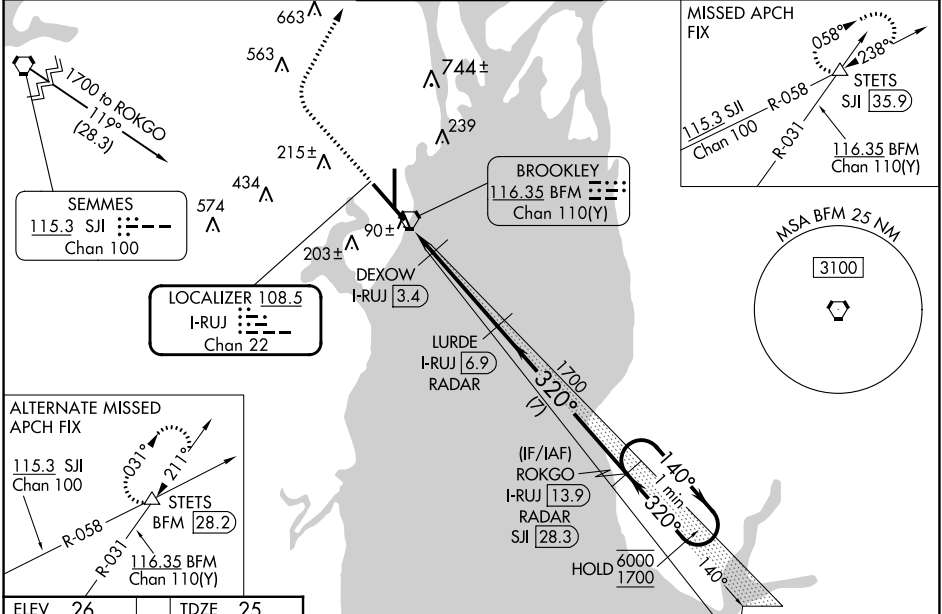 663
563
744±
239
215±
434
574
203±
90±
1700 to ROKGO
119°
(28.3)
SEMMES
115.3 SJI
Chan 100
BROOKLEY
116.35 BFM
Chan 110(Y)
LOCALIZER 108.5
I-RUJ
Chan 22
DEXOW
I-RUJ 3.4
LURDE
I-RUJ 6.9
RADAR
1700
320°
(7)
(IF/IAF)
ROKGO
I-RUJ 13.9
RADAR
SJI 28.3
140°
1 min
320°
HOLD 6000
1700
140°
MISSED APCH
FIX
058°
238°
STETS
SJI 35.9
115.3 SJI
Chan 100
R-058
R-031
116.35 BFM
Chan 110(Y)
MSA BFM 25 NM
3100
ALTERNATE MISSED
APCH FIX
031°
211°
115.3 SJI
Chan 100
STETS
BFM 28.2
R-058
R-031
116.35 BFM
Chan 110(Y)
ELEV 26
TDZE 25